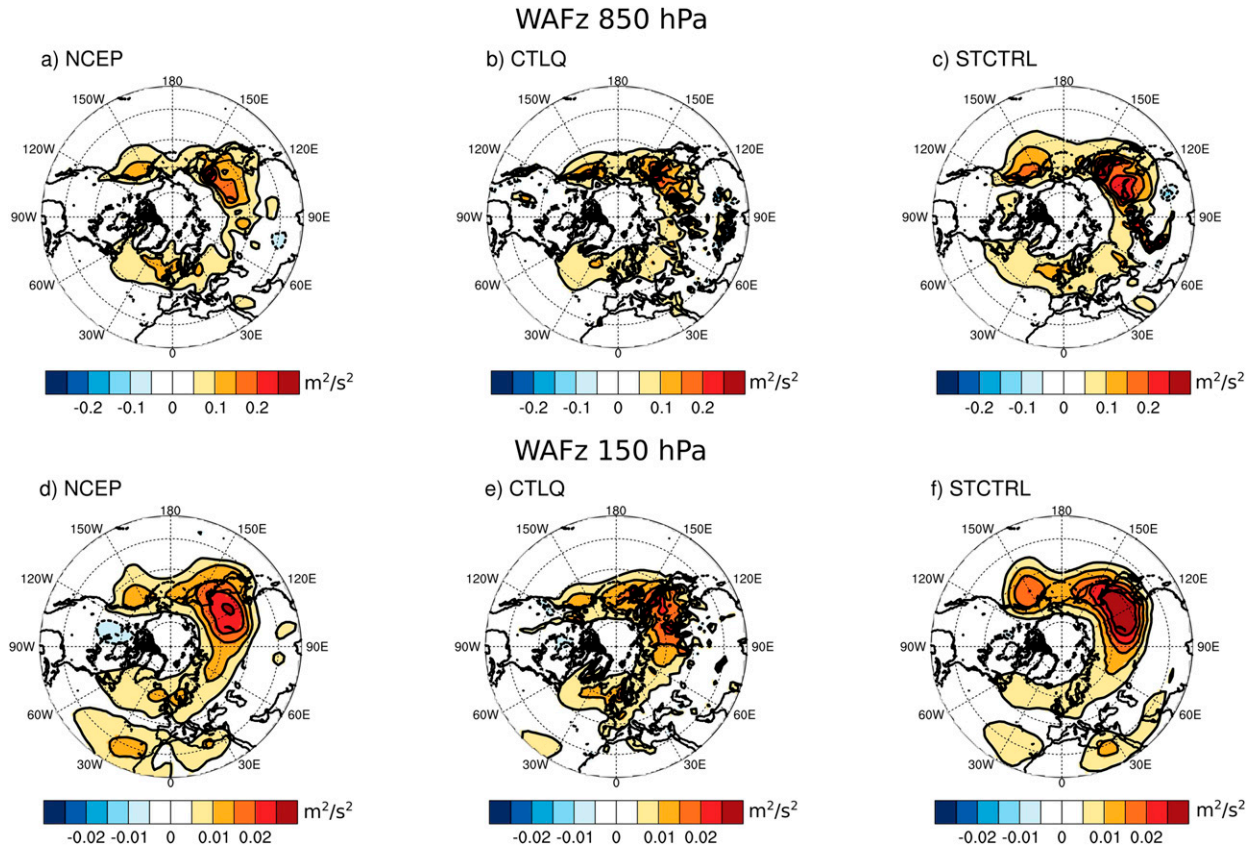 WAFz 850 hPa
a) NCEP
b) CTLQ
c) STCTRL
180 180 180
150W 150E 150W 150E 150W 150E
120W 120E 120W 120E 120W 120E
90W 90E 90W 90E 90W 90E
60W 60E 60W 60E 60W 60E
30W 30E 30W 30E 30W 30E
0 0 0
m²/s² m²/s² m²/s²
-0.2 -0.1 0 0.1 0.2 -0.2 -0.1 0 0.1 0.2 -0.2 -0.1 0 0.1 0.2
WAFz 150 hPa
d) NCEP
e) CTLQ
f) STCTRL
180 180 180
150W 150E 150W 150E 150W 150E
120W 120E 120W 120E 120W 120E
90W 90E 90W 90E 90W 90E
60W 60E 60W 60E 60W 60E
30W 30E 30W 30E 30W 30E
0 0 0
m²/s² m²/s² m²/s²
-0.02 -0.01 0 0.01 0.02 -0.02 -0.01 0 0.01 0.02 -0.02 -0.01 0 0.01 0.02